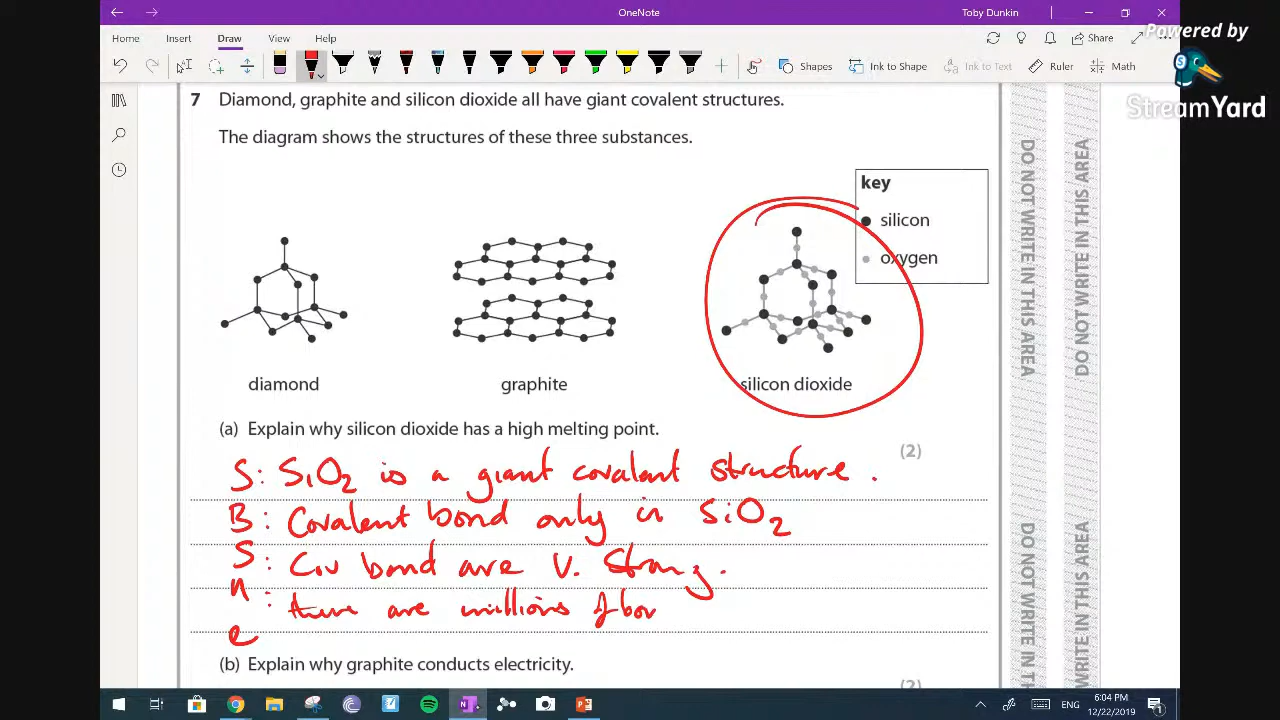 OneNote
Toby Dunkin
Powered by
StreamYard
Home Insert Draw View Help
Share
Shapes Ink to Shape Ink to Text Ruler Math
7 Diamond, graphite and silicon dioxide all have giant covalent structures.
The diagram shows the structures of these three substances.
key
silicon
oxygen
diamond graphite silicon dioxide
(a) Explain why silicon dioxide has a high melting point.
(2)
S: SiO2 is a giant covalent structure.
B: Covalent bond only in SiO2
S: Cov bond are V. Strong.
n : there are millions of bon
e
(b) Explain why graphite conducts electricity.
(2)
DO NOT WRITE IN THIS AREA
DO NOT WRITE IN THIS AREA
DO NOT WRITE IN TH
WRITE IN THIS AREA
ENG
6:04 PM
12/22/2019